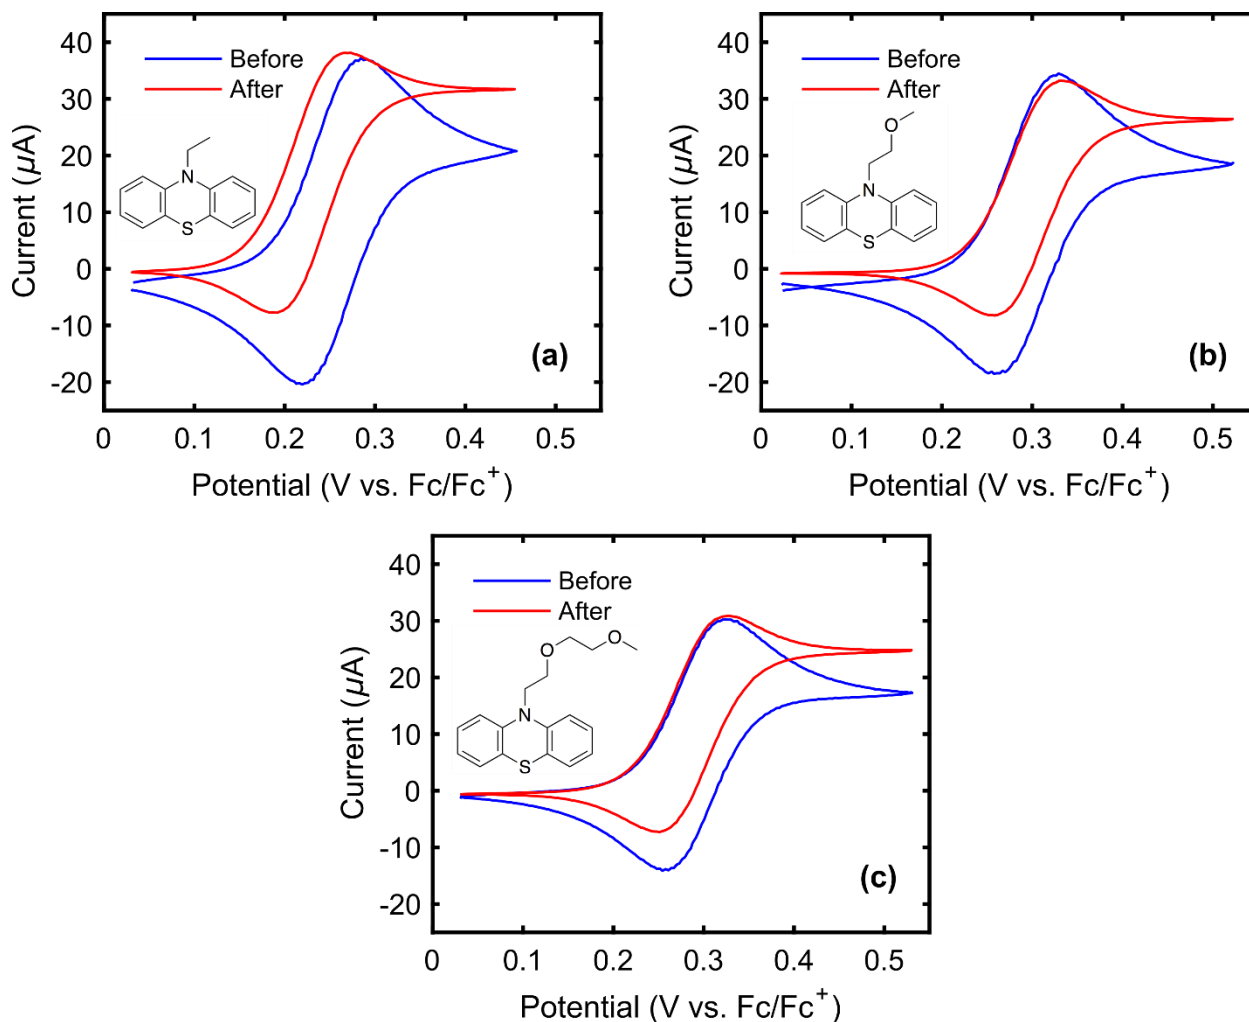 40
30
20
10
0
-10
-20
Current (µA)
Before
After
N
S
(a)
0
0.1
0.2
0.3
0.4
0.5
Potential (V vs. Fc/Fc⁺)
40
30
20
10
0
-10
-20
Current (µA)
Before
After
O
N
S
(b)
0
0.1
0.2
0.3
0.4
0.5
Potential (V vs. Fc/Fc⁺)
40
30
20
10
0
-10
-20
Current (µA)
Before
After
O
O
N
S
(c)
0
0.1
0.2
0.3
0.4
0.5
Potential (V vs. Fc/Fc⁺)